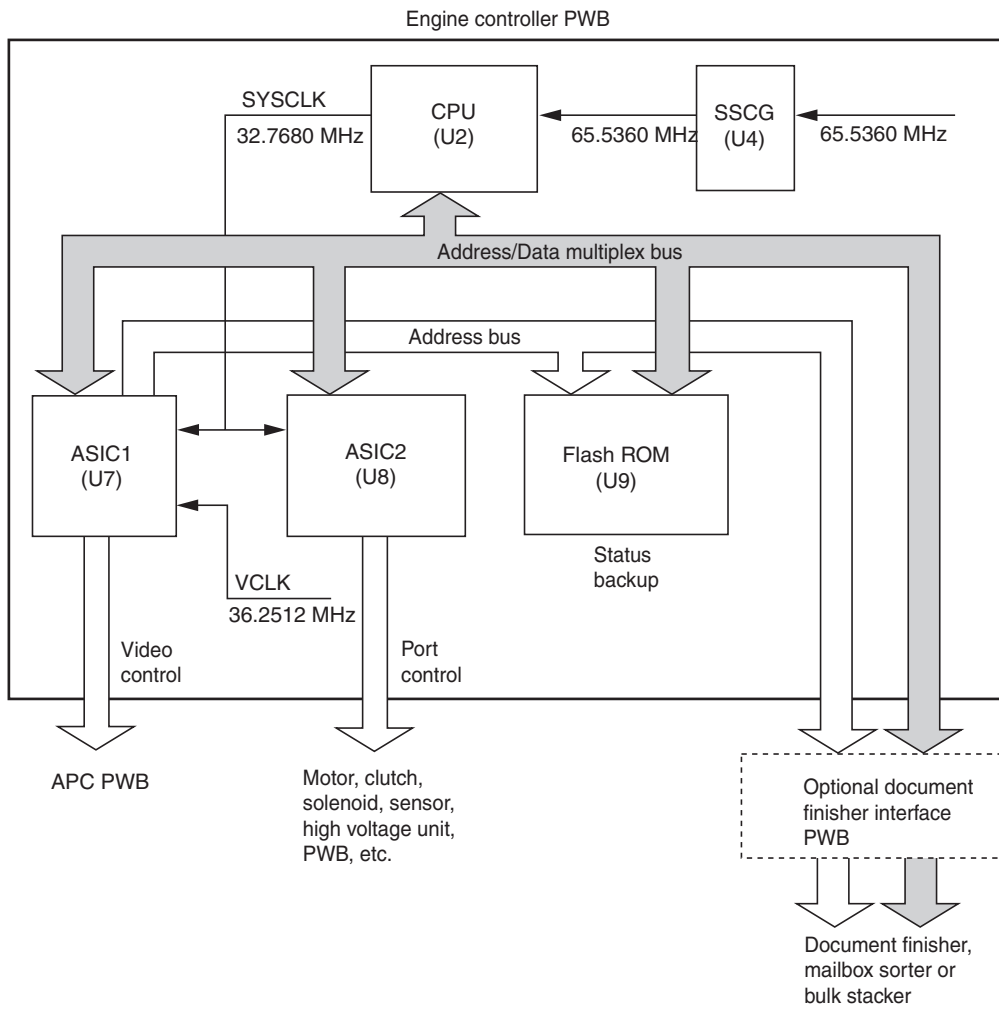 Engine controller PWB
SYSCLK
32.7680 MHz
CPU
(U2)
65.5360 MHz
SSCG
(U4)
65.5360 MHz
Address/Data multiplex bus
Address bus
ASIC1
(U7)
ASIC2
(U8)
Flash ROM
(U9)
Status
backup
VCLK
36.2512 MHz
Video
control
Port
control
APC PWB
Motor, clutch,
solenoid, sensor,
high voltage unit,
PWB, etc.
Optional document
finisher interface
PWB
Document finisher,
mailbox sorter or
bulk stacker